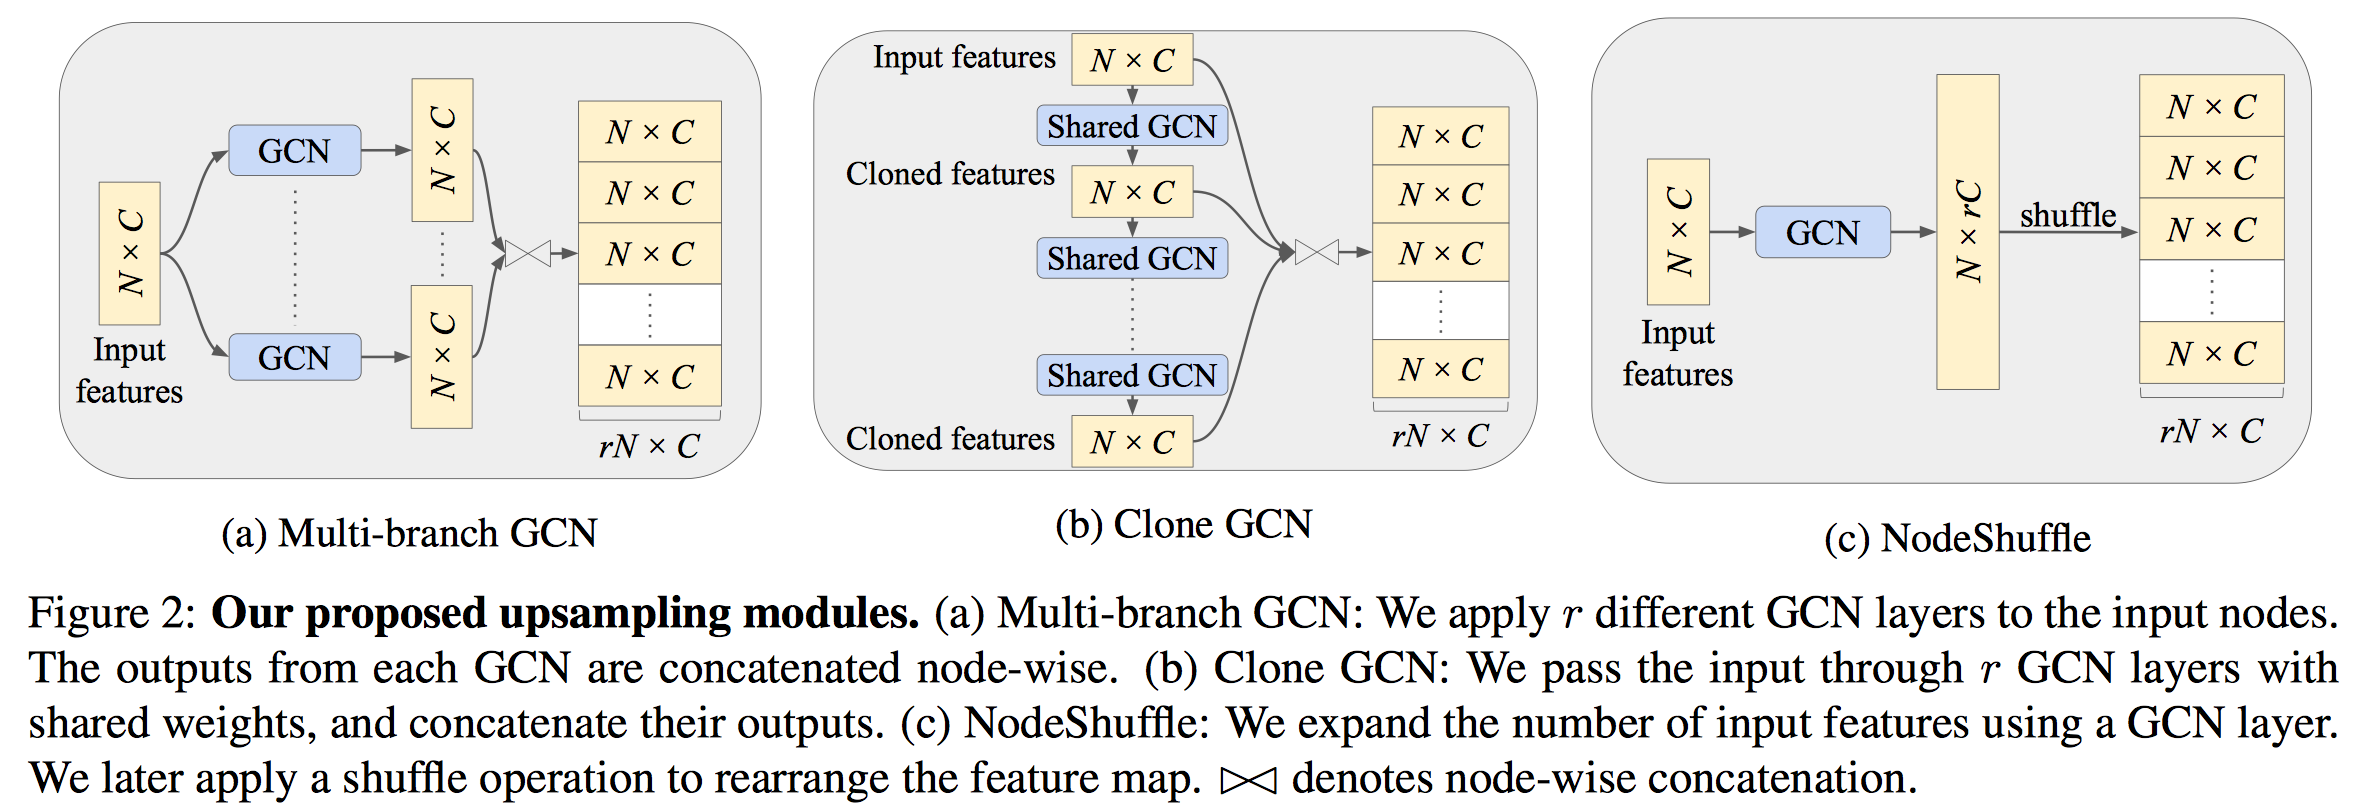 GCN
N × C
N × C
GCN
N × C
Input
features
N × C
N × C
N × C
N × C
rN × C
(a) Multi-branch GCN
Input features
N × C
Shared GCN
Cloned features
N × C
Shared GCN
Shared GCN
Cloned features
N × C
N × C
N × C
N × C
N × C
rN × C
(b) Clone GCN
N × C
Input
features
GCN
N × rC
shuffle
N × C
N × C
N × C
N × C
rN × C
(c) NodeShuffle
Figure 2: Our proposed upsampling modules. (a) Multi-branch GCN: We apply r different GCN layers to the input nodes.
The outputs from each GCN are concatenated node-wise. (b) Clone GCN: We pass the input through r GCN layers with
shared weights, and concatenate their outputs. (c) NodeShuffle: We expand the number of input features using a GCN layer.
We later apply a shuffle operation to rearrange the feature map. ⋈ denotes node-wise concatenation.